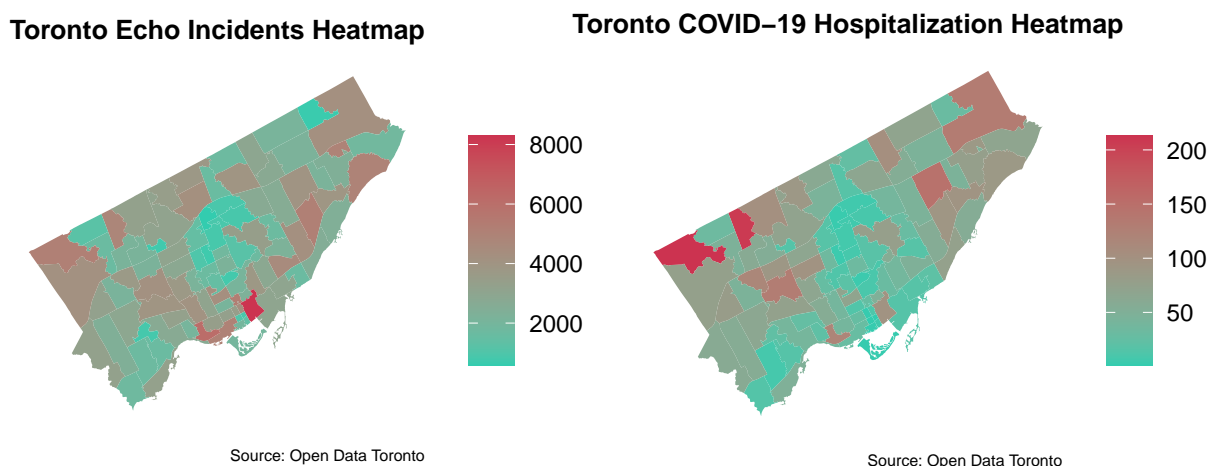 Toronto Echo Incidents Heatmap
8000
6000
4000
2000
Source: Open Data Toronto
Toronto COVID−19 Hospitalization Heatmap
200
150
100
50
Source: Open Data Toronto